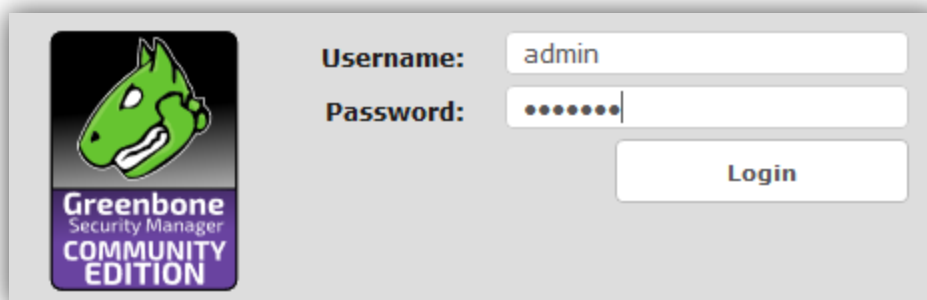 Username:
admin
Password:
•••••••
Login
Greenbone
Security Manager
COMMUNITY
EDITION